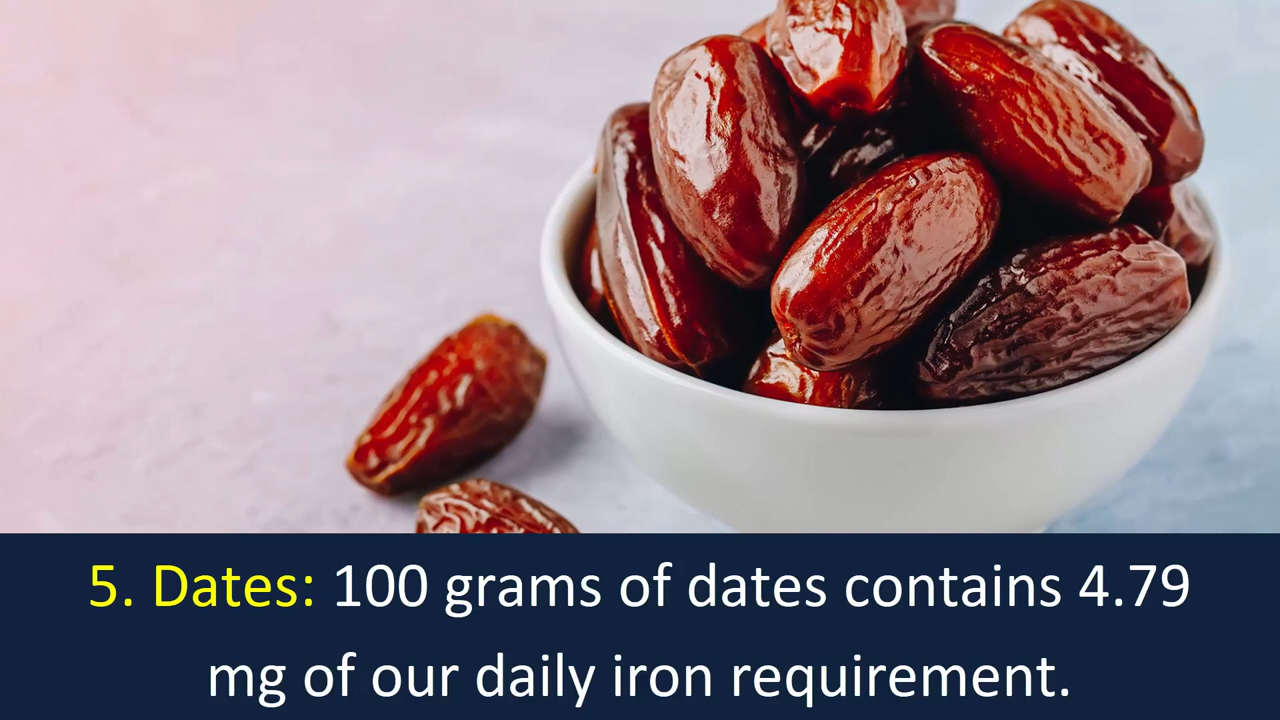 5. Dates: 100 grams of dates contains 4.79
mg of our daily iron requirement.